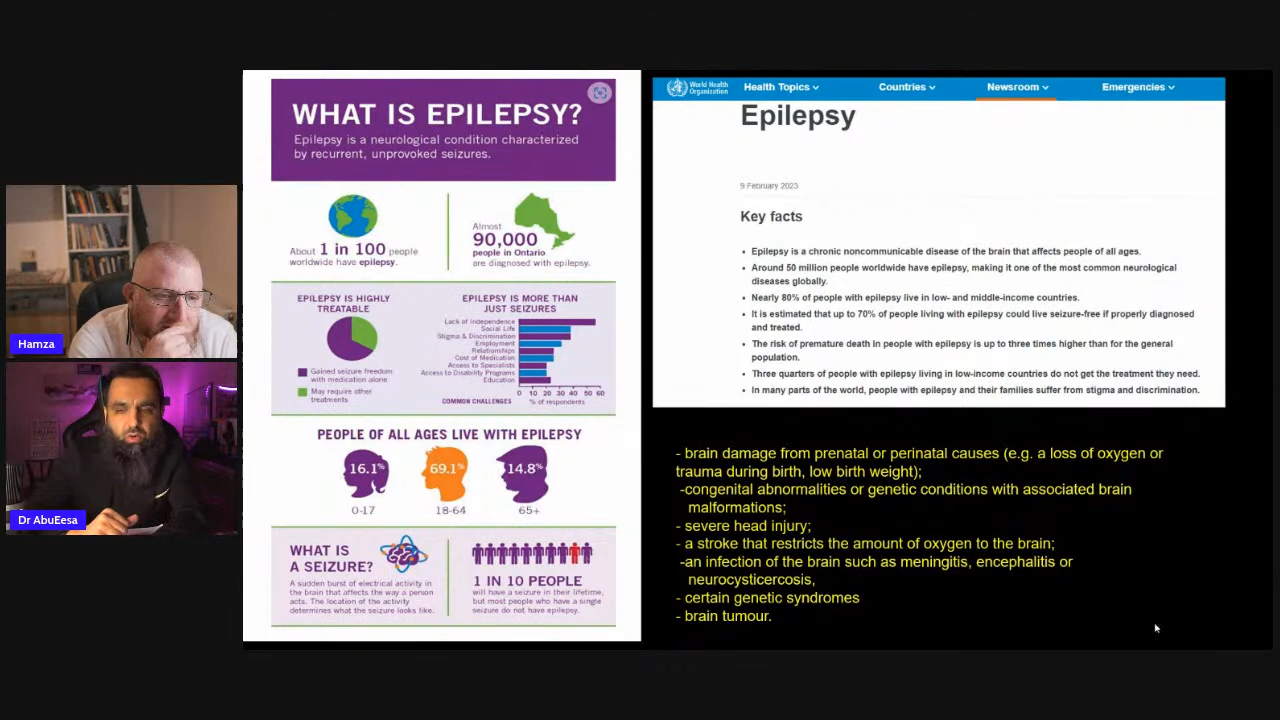 Hamza
Dr AbuEesa
WHAT IS EPILEPSY?
Epilepsy is a neurological condition characterized
by recurrent, unprovoked seizures.
About 1 in 100 people
worldwide have epilepsy.
Almost
90,000
people in Ontario
are diagnosed with epilepsy.
EPILEPSY IS HIGHLY
TREATABLE
Gained seizure freedom
with medication alone
May require other
treatments
EPILEPSY IS MORE THAN
JUST SEIZURES
Lack of Independence
Social Life
Stigma & Discrimination
Employment
Relationships
Cost of Medication
Access to Specialists
Access to Disability Programs
Education
0 10 20 30 40 50 60
COMMON CHALLENGES % of respondents
PEOPLE OF ALL AGES LIVE WITH EPILEPSY
16.1% 69.1% 14.8%
0-17 18-64 65+
WHAT IS
A SEIZURE?
A sudden burst of electrical activity in
the brain that affects the way a person
acts. The location of the activity
determines what the seizure looks like.
1 IN 10 PEOPLE
will have a seizure in their lifetime,
but most people who have a single
seizure do not have epilepsy.
World Health
Organization
Health Topics Countries Newsroom Emergencies
Epilepsy
9 February 2023
Key facts
• Epilepsy is a chronic noncommunicable disease of the brain that affects people of all ages.
• Around 50 million people worldwide have epilepsy, making it one of the most common neurological
diseases globally.
• Nearly 80% of people with epilepsy live in low- and middle-income countries.
• It is estimated that up to 70% of people living with epilepsy could live seizure-free if properly diagnosed
and treated.
• The risk of premature death in people with epilepsy is up to three times higher than for the general
population.
• Three quarters of people with epilepsy living in low-income countries do not get the treatment they need.
• In many parts of the world, people with epilepsy and their families suffer from stigma and discrimination.
- brain damage from prenatal or perinatal causes (e.g. a loss of oxygen or
trauma during birth, low birth weight);
-congenital abnormalities or genetic conditions with associated brain
malformations;
- severe head injury;
- a stroke that restricts the amount of oxygen to the brain;
-an infection of the brain such as meningitis, encephalitis or
neurocysticercosis,
- certain genetic syndromes
- brain tumour.